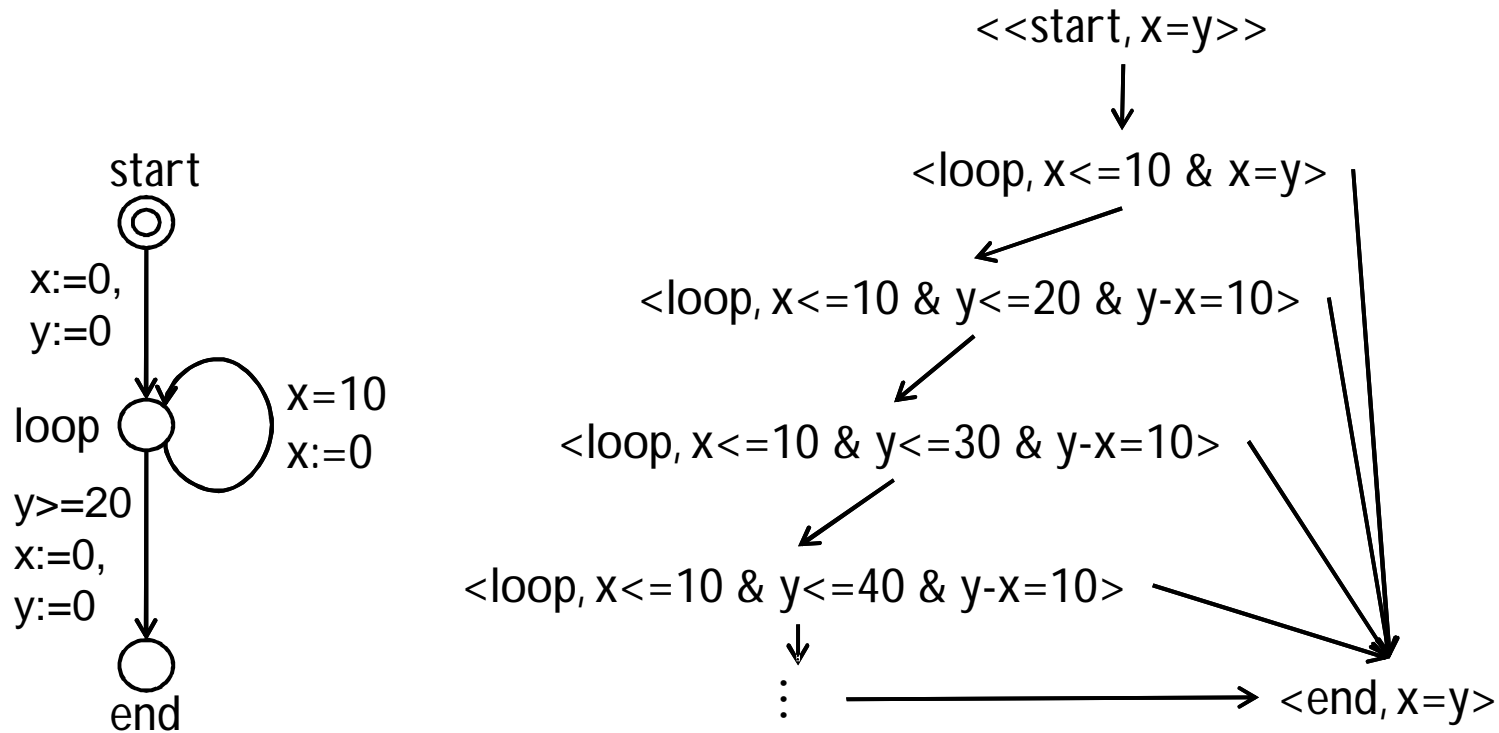 start
x:=0,
y:=0
loop
x=10
x:=0
y>=20
x:=0,
y:=0
end
<<start, x=y>>
<loop, x<=10 & x=y>
<loop, x<=10 & y<=20 & y-x=10>
<loop, x<=10 & y<=30 & y-x=10>
<loop, x<=10 & y<=40 & y-x=10>
⋮
<end, x=y>